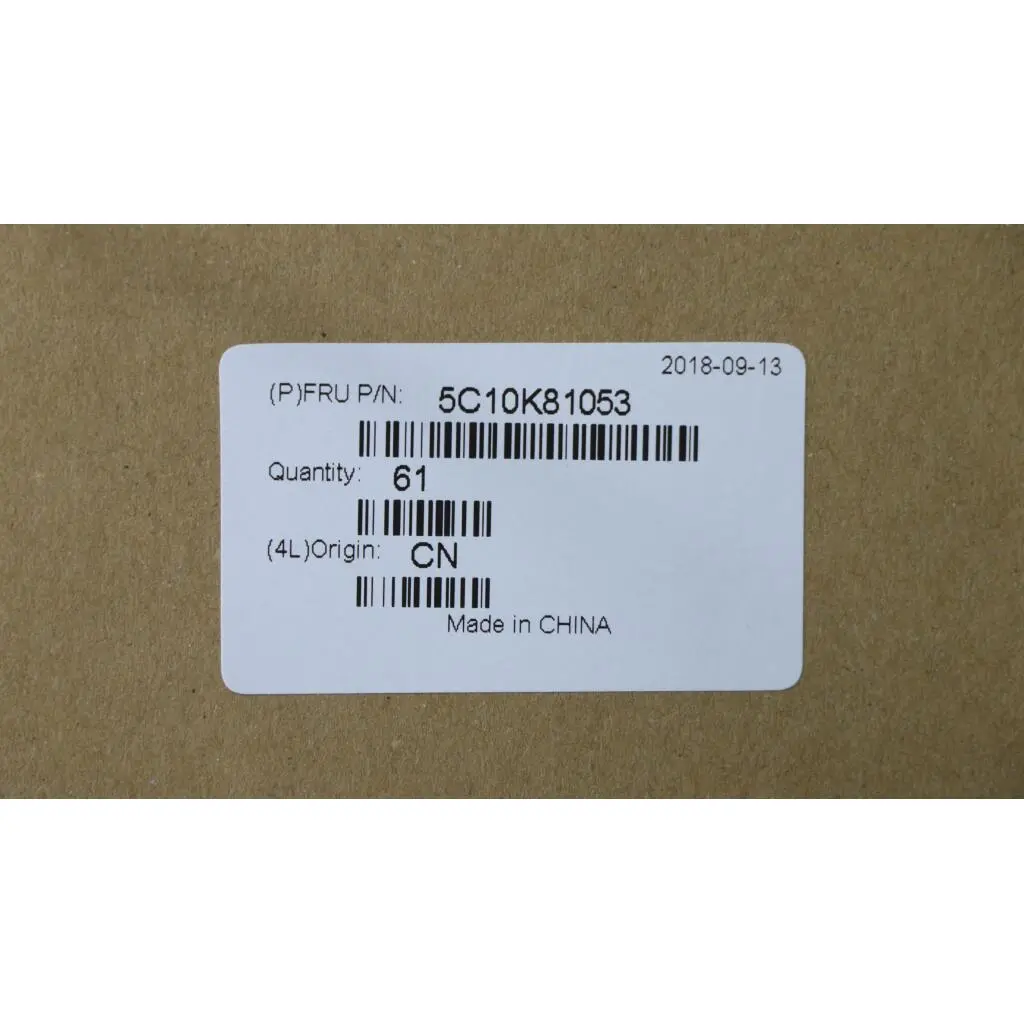 2018-09-13
(P)FRU P/N: 5C10K81053
Quantity: 61
(4L)Origin: CN
Made in CHINA